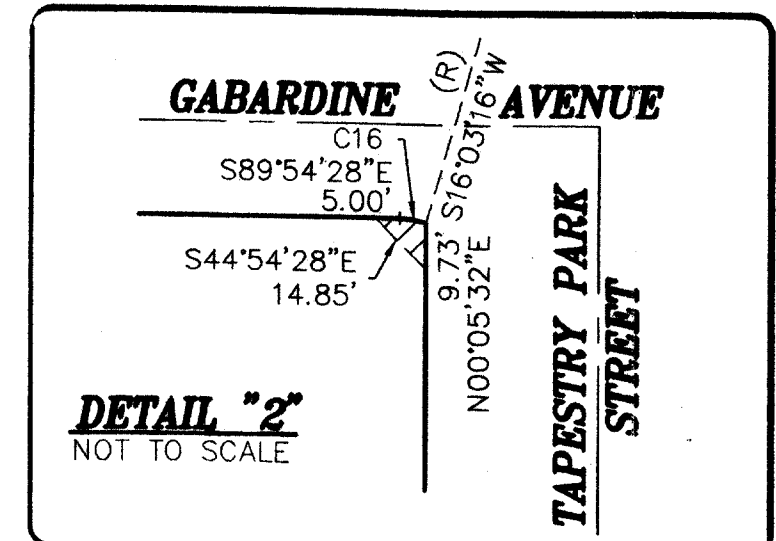 GABARDINE AVENUE
(R)
S16°03'16"W
C16
S89°54'28"E
5.00'
S44°54'28"E
14.85'
9.73'
N00°05'32"E
TAPESTRY PARK
STREET
DETAIL "2"
NOT TO SCALE